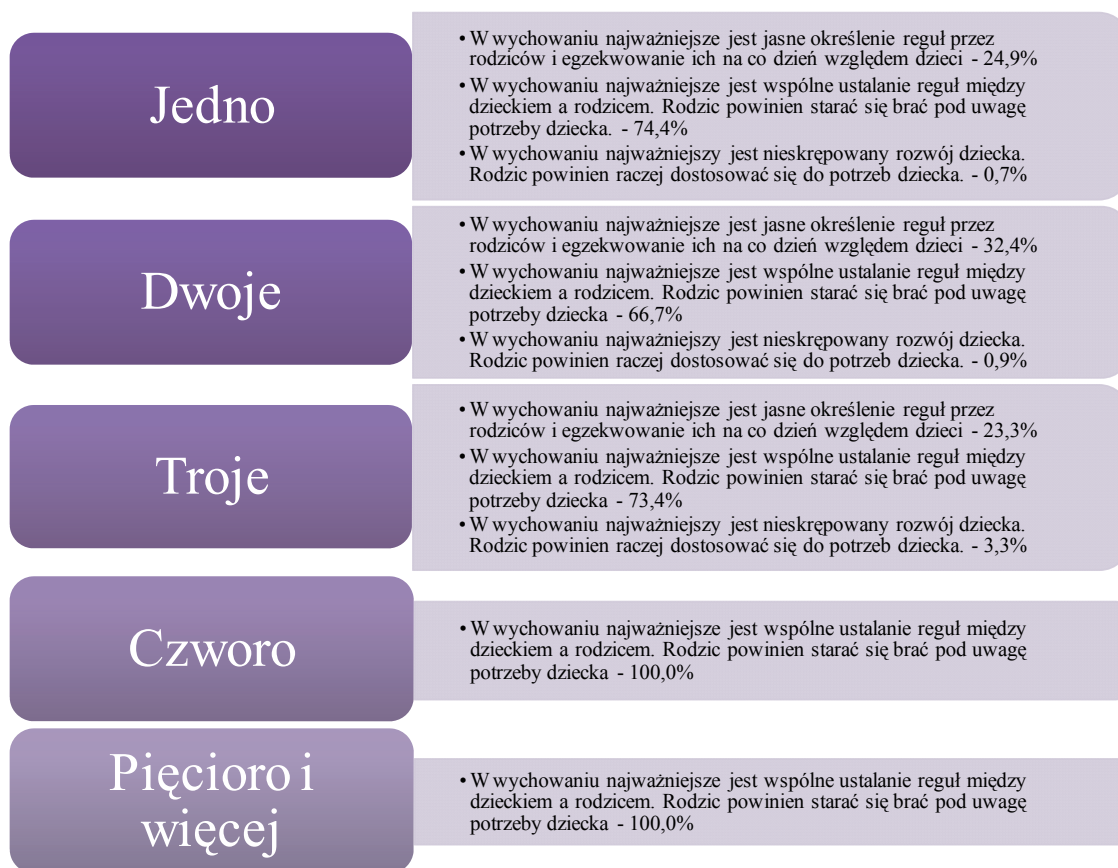 Jedno
• W wychowaniu najważniejsze jest jasne określenie reguł przez
rodziców i egzekwowanie ich na co dzień względem dzieci - 24,9%
• W wychowaniu najważniejsze jest wspólne ustalanie reguł między
dzieckiem a rodzicem. Rodzic powinien starać się brać pod uwagę
potrzeby dziecka. - 74,4%
• W wychowaniu najważniejszy jest nieskrępowany rozwój dziecka.
Rodzic powinien raczej dostosować się do potrzeb dziecka. - 0,7%
Dwoje
• W wychowaniu najważniejsze jest jasne określenie reguł przez
rodziców i egzekwowanie ich na co dzień względem dzieci - 32,4%
• W wychowaniu najważniejsze jest wspólne ustalanie reguł między
dzieckiem a rodzicem. Rodzic powinien starać się brać pod uwagę
potrzeby dziecka - 66,7%
• W wychowaniu najważniejszy jest nieskrępowany rozwój dziecka.
Rodzic powinien raczej dostosować się do potrzeb dziecka. - 0,9%
Troje
• W wychowaniu najważniejsze jest jasne określenie reguł przez
rodziców i egzekwowanie ich na co dzień względem dzieci - 23,3%
• W wychowaniu najważniejsze jest wspólne ustalanie reguł między
dzieckiem a rodzicem. Rodzic powinien starać się brać pod uwagę
potrzeby dziecka - 73,4%
• W wychowaniu najważniejszy jest nieskrępowany rozwój dziecka.
Rodzic powinien raczej dostosować się do potrzeb dziecka. - 3,3%
Czworo
• W wychowaniu najważniejsze jest wspólne ustalanie reguł między
dzieckiem a rodzicem. Rodzic powinien starać się brać pod uwagę
potrzeby dziecka - 100,0%
Pięcioro i
więcej
• W wychowaniu najważniejsze jest wspólne ustalanie reguł między
dzieckiem a rodzicem. Rodzic powinien starać się brać pod uwagę
potrzeby dziecka - 100,0%